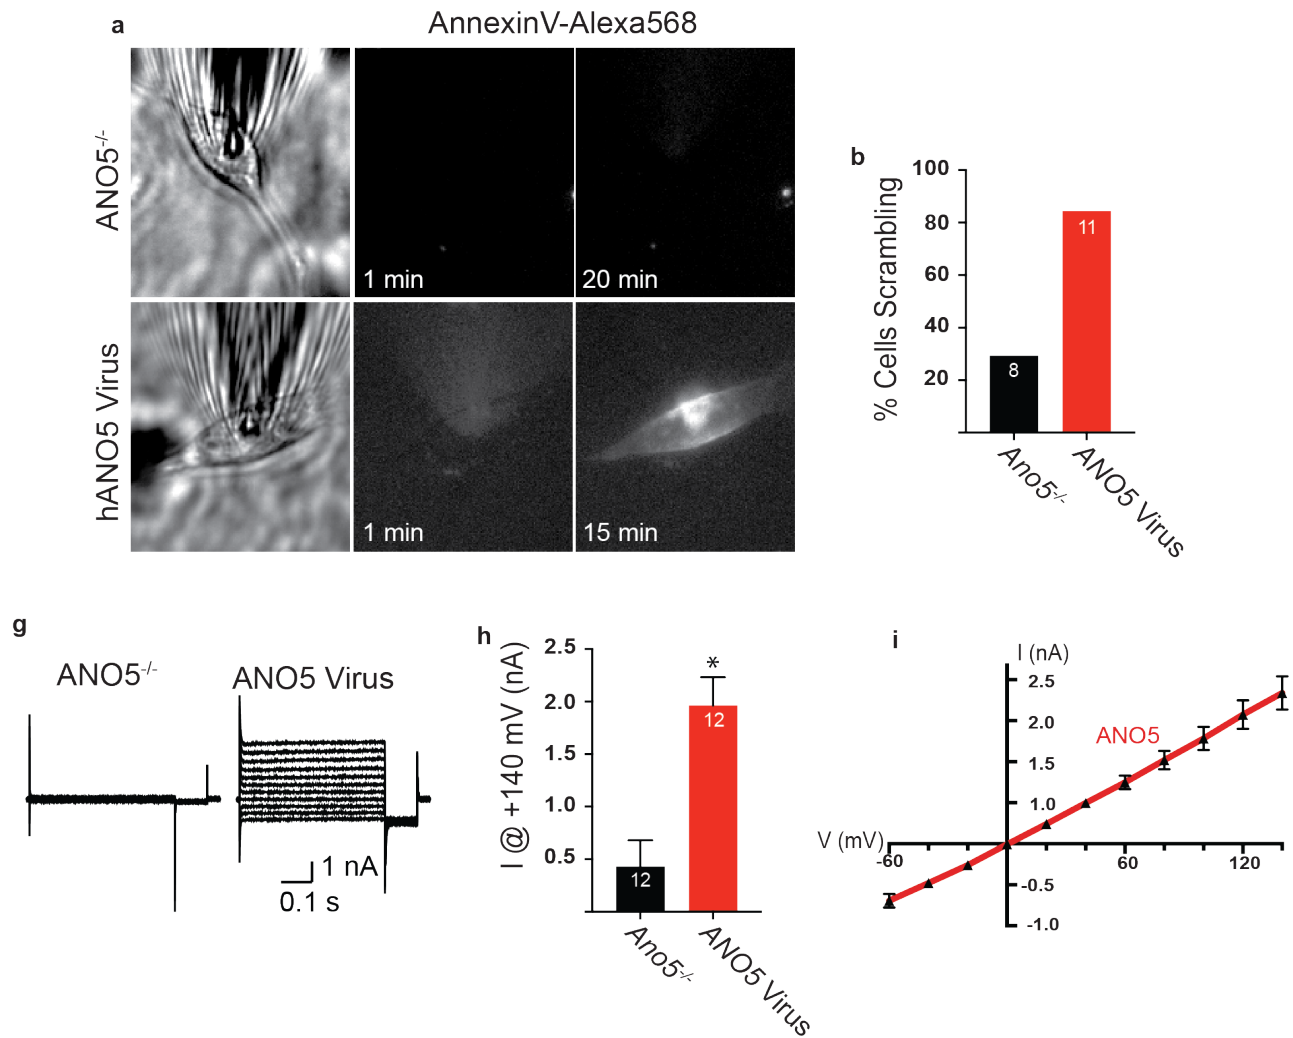 a
AnnexinV-Alexa568
ANO5-/-
1 min
20 min
hANO5 Virus
1 min
15 min
b
% Cells Scrambling
100
80
60
40
20
8
11
Ano5-/-
ANO5 Virus
g
ANO5-/-
ANO5 Virus
1 nA
0.1 s
h
I @ +140 mV (nA)
2.5
2.0
1.5
1.0
0.5
*
12
12
Ano5-/-
ANO5 Virus
i
I (nA)
2.5
2.0
1.5
1.0
ANO5
V (mV)
-60
60
120
-0.5
-1.0